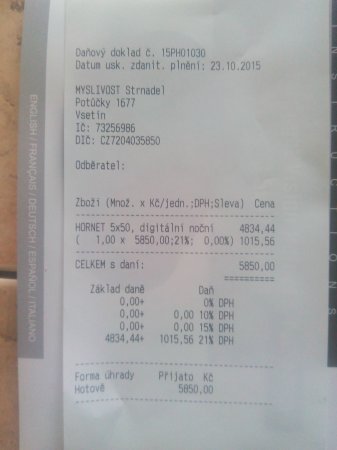 Daňový doklad č. 15PH01030
Datum usk. zdanit. plnění: 23.10.2015
MYSLIVOST Strnadel
Potůčky 1677
Vsetín
IČ: 73256986
DIČ: CZ7204035850
Odběratel:
Zboží (Množ. x Kč/jedn.;DPH;Sleva) Cena
HORNET 5x50, digitální noční 4834,44
( 1,00 x 5850,00;21%; 0,00%) 1015,56
CELKEM s daní: 5850,00
==========
Základ daně Daň
0,00+ 0% DPH
0,00+ 0,00 10% DPH
0,00+ 0,00 15% DPH
4834,44+ 1015,56 21% DPH
Forma úhrady Přijato Kč
Hotově 5850,00
ENGLISH / FRANÇAIS / DEUTSCH / ESPAÑOL / ITALIANO
INSTRUCTIONS